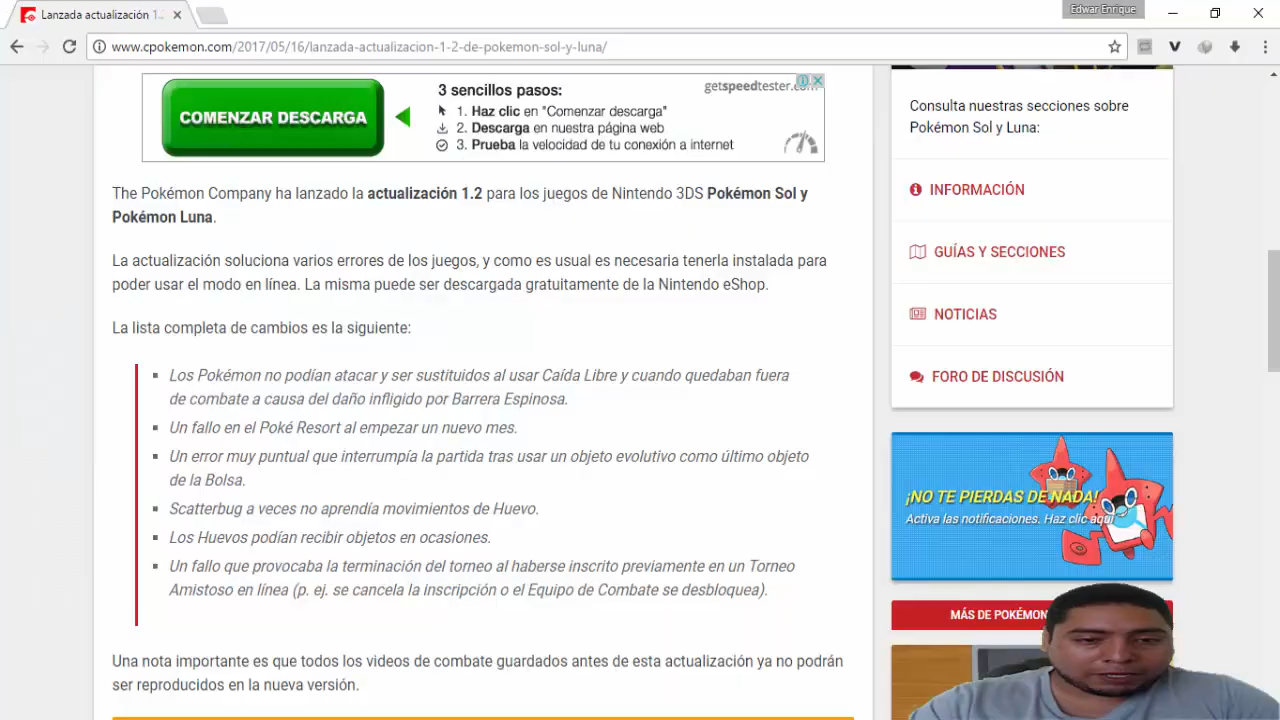 Lanzada actualización 1.
Edwar Enrique
www.cpokemon.com/2017/05/16/lanzada-actualizacion-1-2-de-pokemon-sol-y-luna/
COMENZAR DESCARGA
3 sencillos pasos:
1. Haz clic en "Comenzar descarga"
2. Descarga en nuestra página web
3. Prueba la velocidad de tu conexión a internet
getspeedtester.com
The Pokémon Company ha lanzado la actualización 1.2 para los juegos de Nintendo 3DS Pokémon Sol y
Pokémon Luna.
La actualización soluciona varios errores de los juegos, y como es usual es necesaria tenerla instalada para
poder usar el modo en línea. La misma puede ser descargada gratuitamente de la Nintendo eShop.
La lista completa de cambios es la siguiente:
Los Pokémon no podían atacar y ser sustituidos al usar Caída Libre y cuando quedaban fuera
de combate a causa del daño infligido por Barrera Espinosa.
Un fallo en el Poké Resort al empezar un nuevo mes.
Un error muy puntual que interrumpía la partida tras usar un objeto evolutivo como último objeto
de la Bolsa.
Scatterbug a veces no aprendía movimientos de Huevo.
Los Huevos podían recibir objetos en ocasiones.
Un fallo que provocaba la terminación del torneo al haberse inscrito previamente en un Torneo
Amistoso en línea (p. ej. se cancela la Inscripción o el Equipo de Combate se desbloquea).
Una nota importante es que todos los videos de combate guardados antes de esta actualización ya no podrán
ser reproducidos en la nueva versión.
Consulta nuestras secciones sobre
Pokémon Sol y Luna:
INFORMACIÓN
GUÍAS Y SECCIONES
NOTICIAS
FORO DE DISCUSIÓN
¡NO TE PIERDAS DE NADA!
Activa las notificaciones. Haz clic aquí
MÁS DE POKÉMON